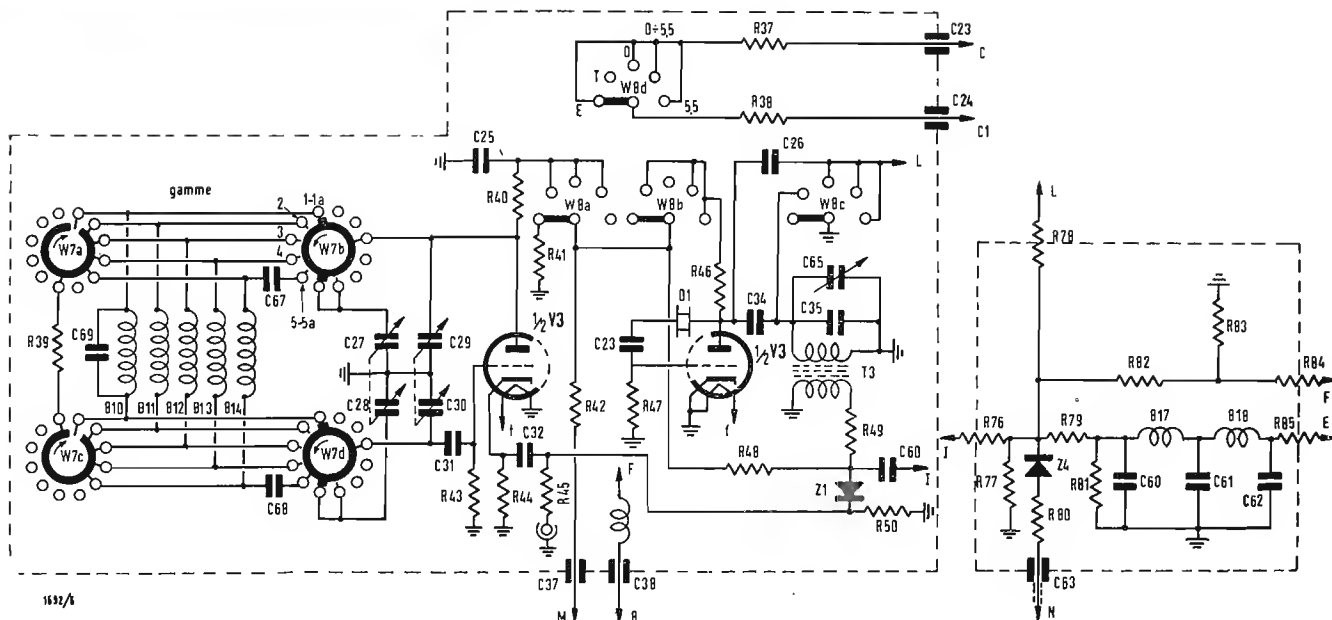 0÷5,5
R37
C23
C
0
T
W8d
E
5,5
R38
C24
C1
C25
C26
L
L
gamme
1-1a
R40
R78
2
3
4
W7a
W7b
W8a
W8b
W8c
R41
R46
C65
C67
5-5a
R83
C69
R39
C27
C29
1/2 V3
Q1
C34
C35
1/2 V3
C23
T3
R82
R84
F
B10
B11
B12
B13
B14
C28
C30
R42
R47
R76
R79
B17
B18
R85
E
W7c
W7d
C31
f
C32
f
R49
J
Z4
R48
C60
I
R77
R81
C60
C61
C62
R43
R44
R45
F
Z1
R50
R80
C68
C37
C38
C63
1692/6
M
B
N